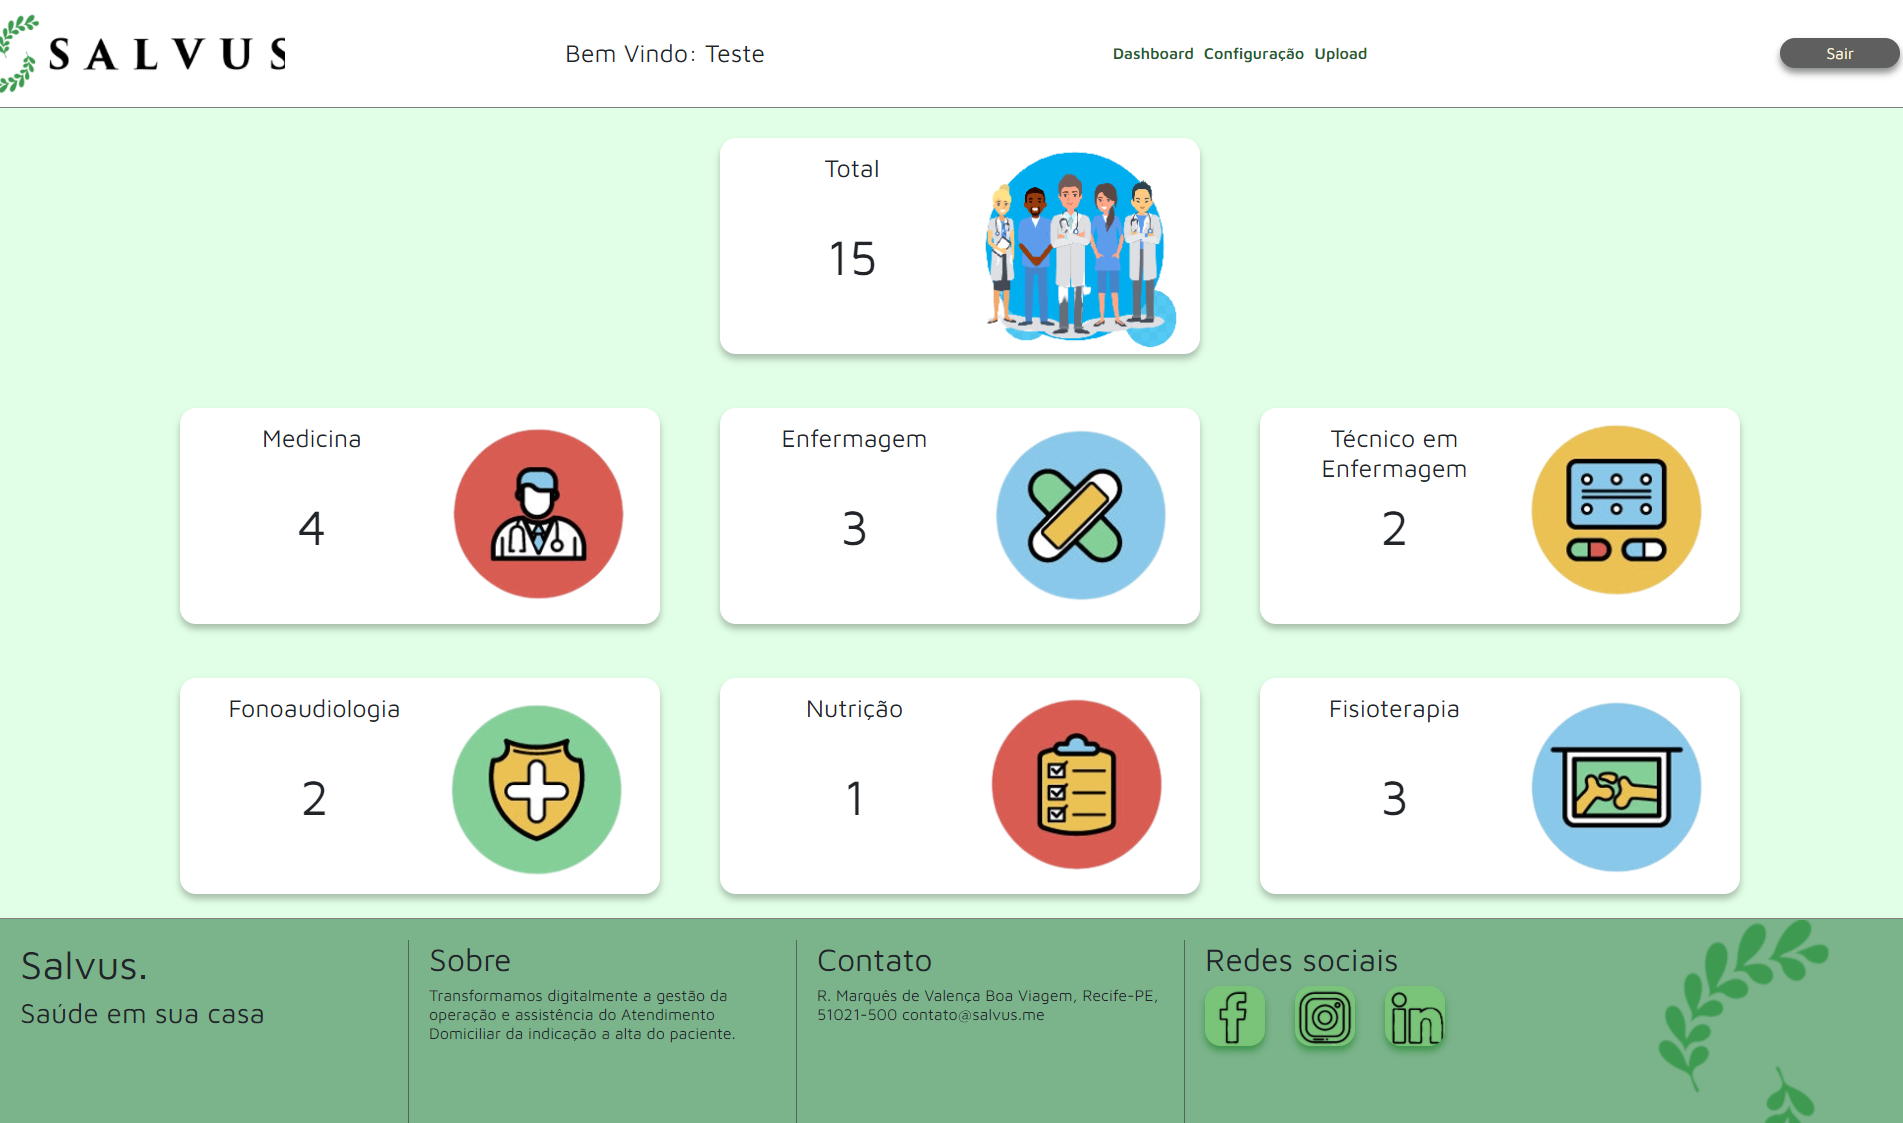 SALVUS
Bem Vindo: Teste
Dashboard Configuração Upload
Sair
Total
15
Medicina
4
Enfermagem
3
Técnico em
Enfermagem
2
Fonoaudiologia
2
Nutrição
1
Fisioterapia
3
Salvus.
Saúde em sua casa
Sobre
Transformamos digitalmente a gestão da
operação e assistência do Atendimento
Domiciliar da indicação a alta do paciente.
Contato
R. Marquês de Valença Boa Viagem, Recife-PE,
51021-500 contato@salvus.me
Redes sociais
f
in